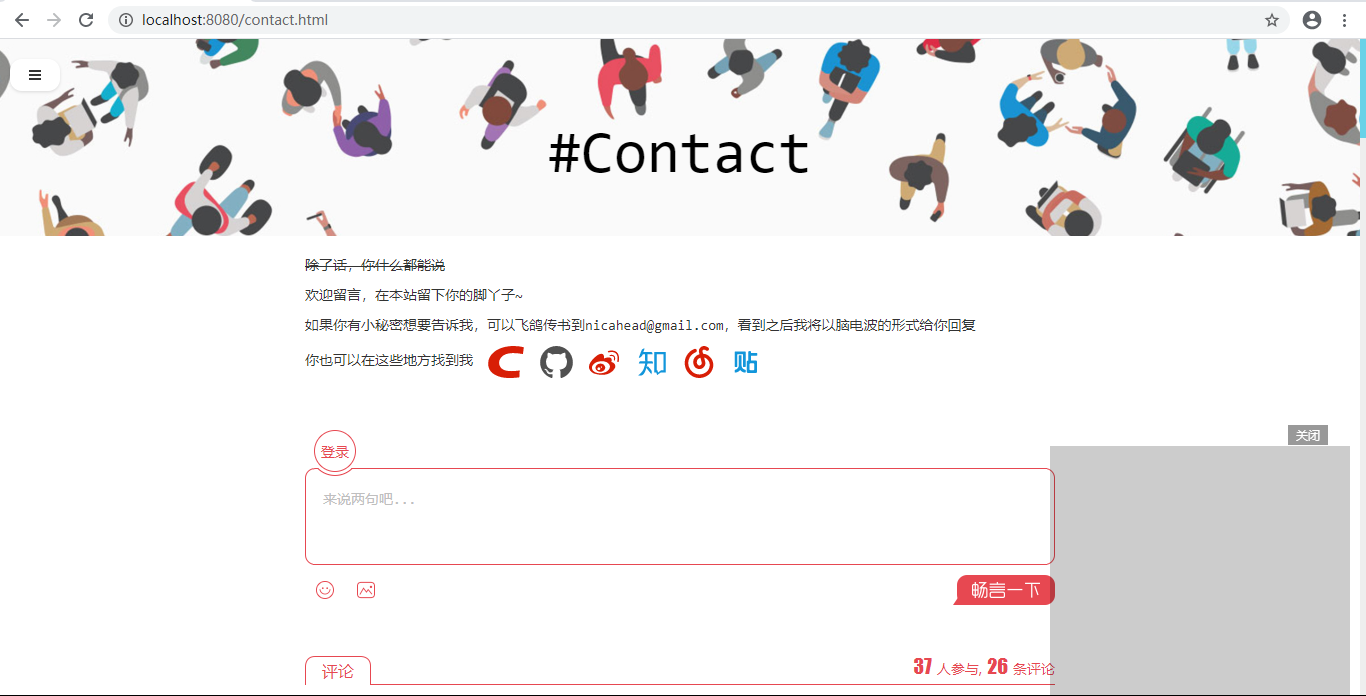 localhost:8080/contact.html
#Contact
除了话，你什么都能说
欢迎留言，在本站留下你的脚丫子~
如果你有小秘密想要告诉我，可以飞鸽传书到nicahead@gmail.com，看到之后我将以脑电波的形式给你回复
你也可以在这些地方找到我 C 知 贴
关闭
登录
来说两句吧...
畅言一下
评论 37 人参与, 26 条评论